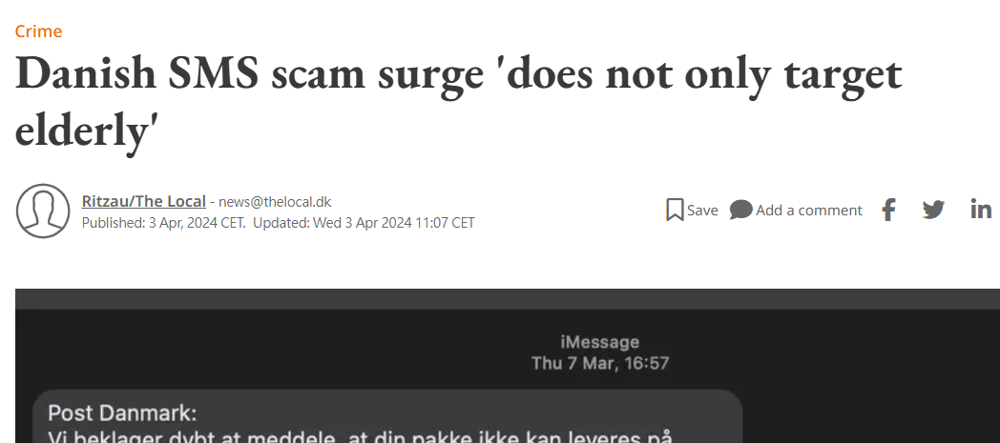 Crime
Danish SMS scam surge 'does not only target
elderly'
Ritzau/The Local - news@thelocal.dk
Save Add a comment
Published: 3 Apr, 2024 CET. Updated: Wed 3 Apr 2024 11:07 CET
iMessage
Thu 7 Mar, 16:57
Post Danmark:
Vi beklager dybt at meddele, at din pakke ikke kan leveres på